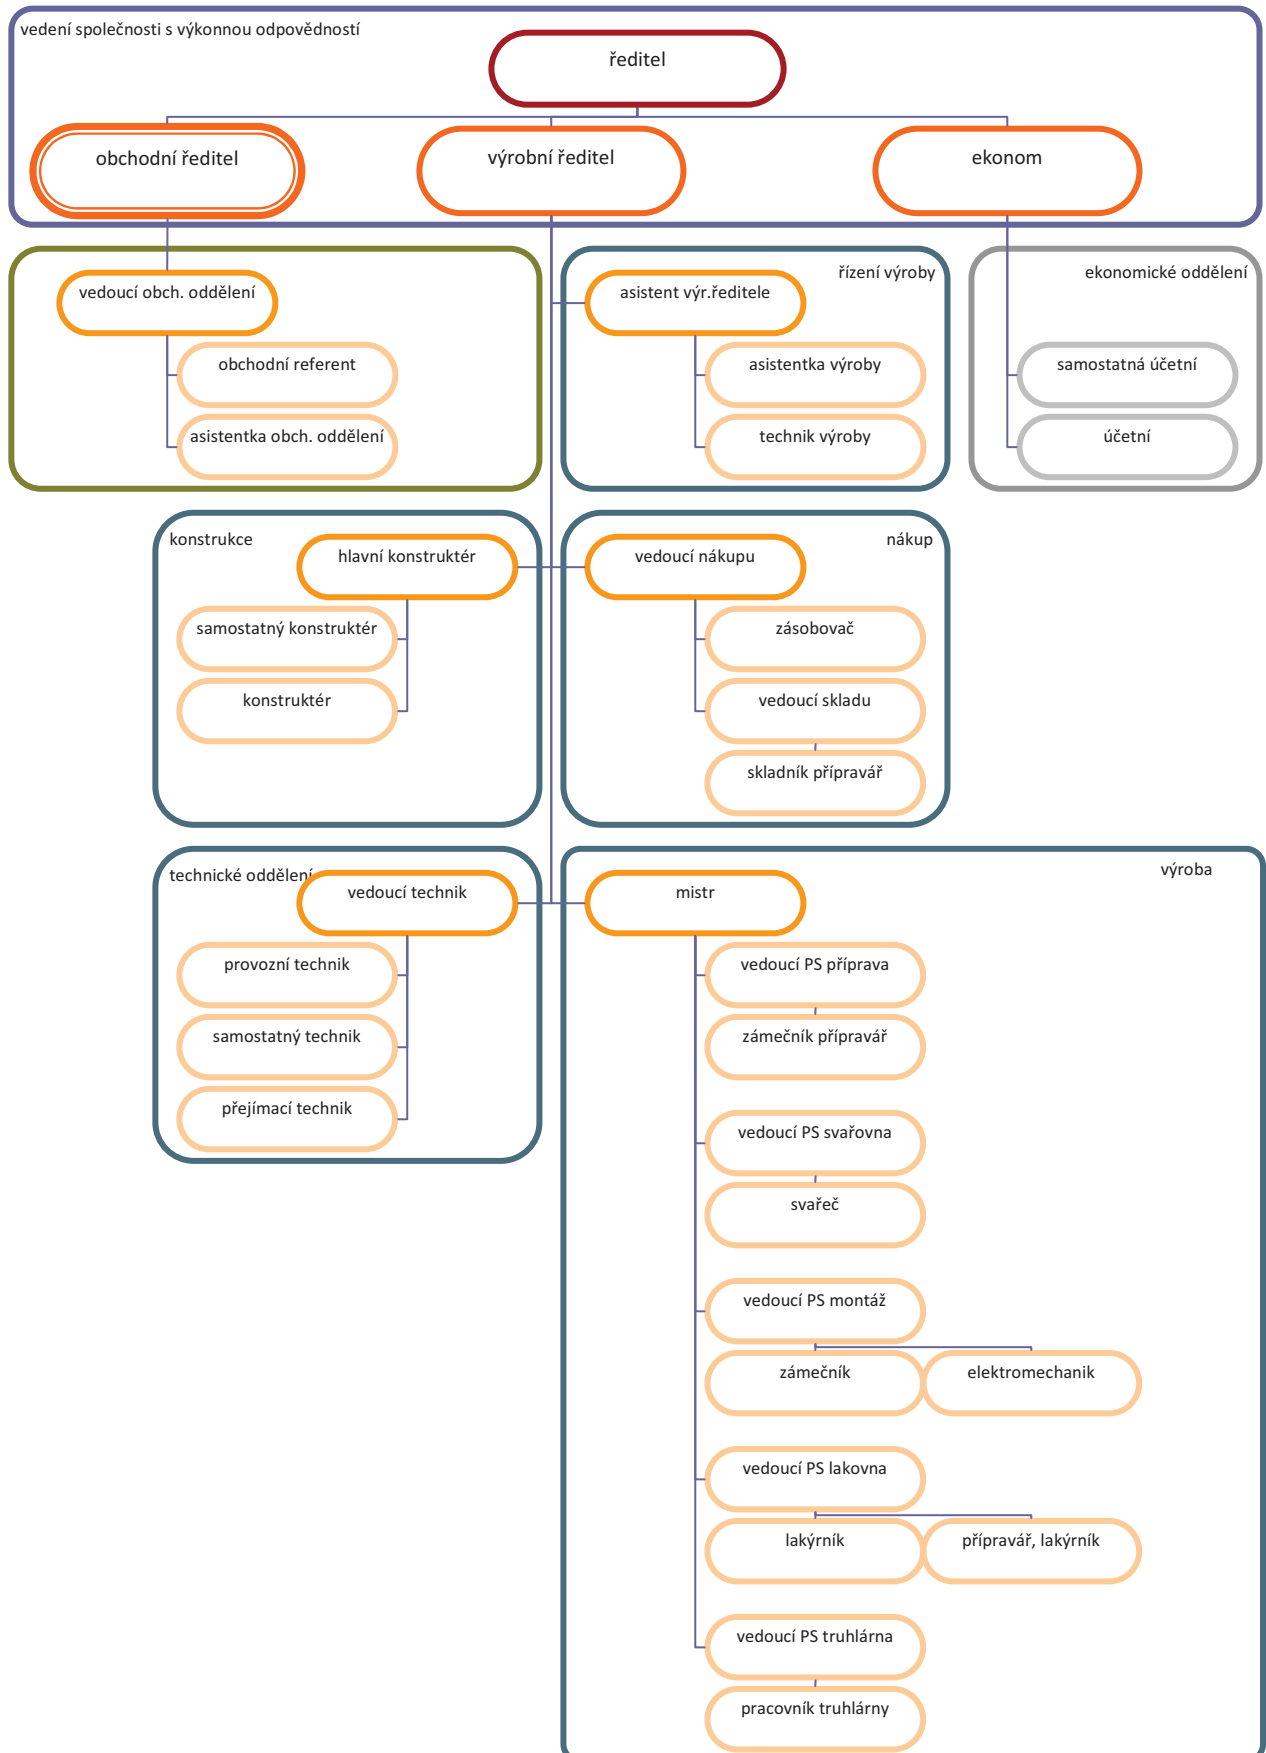 vedení společnosti s výkonnou odpovědností
ředitel
obchodní ředitel
výrobní ředitel
ekonom
vedoucí obch. oddělení
obchodní referent
asistentka obch. oddělení
řízení výroby
asistent výr.ředitele
asistentka výroby
technik výroby
ekonomické oddělení
samostatná účetní
účetní
konstrukce
hlavní konstruktér
samostatný konstruktér
konstruktér
nákup
vedoucí nákupu
zásobovač
vedoucí skladu
skladník přípravář
technické oddělení
vedoucí technik
provozní technik
samostatný technik
přejímací technik
výroba
mistr
vedoucí PS příprava
zámečník přípravář
vedoucí PS svařovna
svařeč
vedoucí PS montáž
zámečník
elektromechanik
vedoucí PS lakovna
lakýrník
přípravář, lakýrník
vedoucí PS truhlárna
pracovník truhlárny